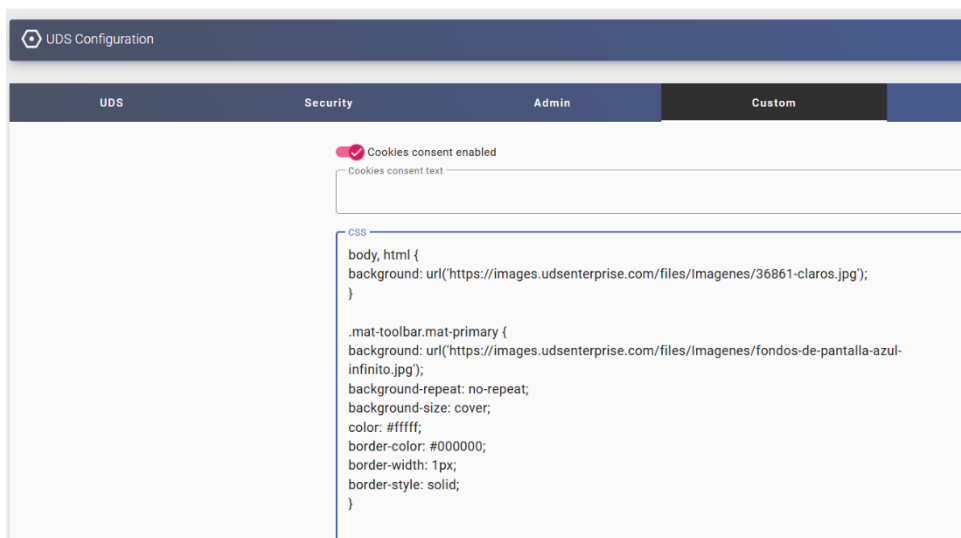 UDS Configuration
UDS Security Admin Custom
Cookies consent enabled
Cookies consent text
CSS
body, html {
background: url('https://images.udsenterprise.com/files/Imagenes/36861-claros.jpg');
}
.mat-toolbar.mat-primary {
background: url('https://images.udsenterprise.com/files/Imagenes/fondos-de-pantalla-azul-
infinito.jpg');
background-repeat: no-repeat;
background-size: cover;
color: #fffff;
border-color: #000000;
border-width: 1px;
border-style: solid;
}